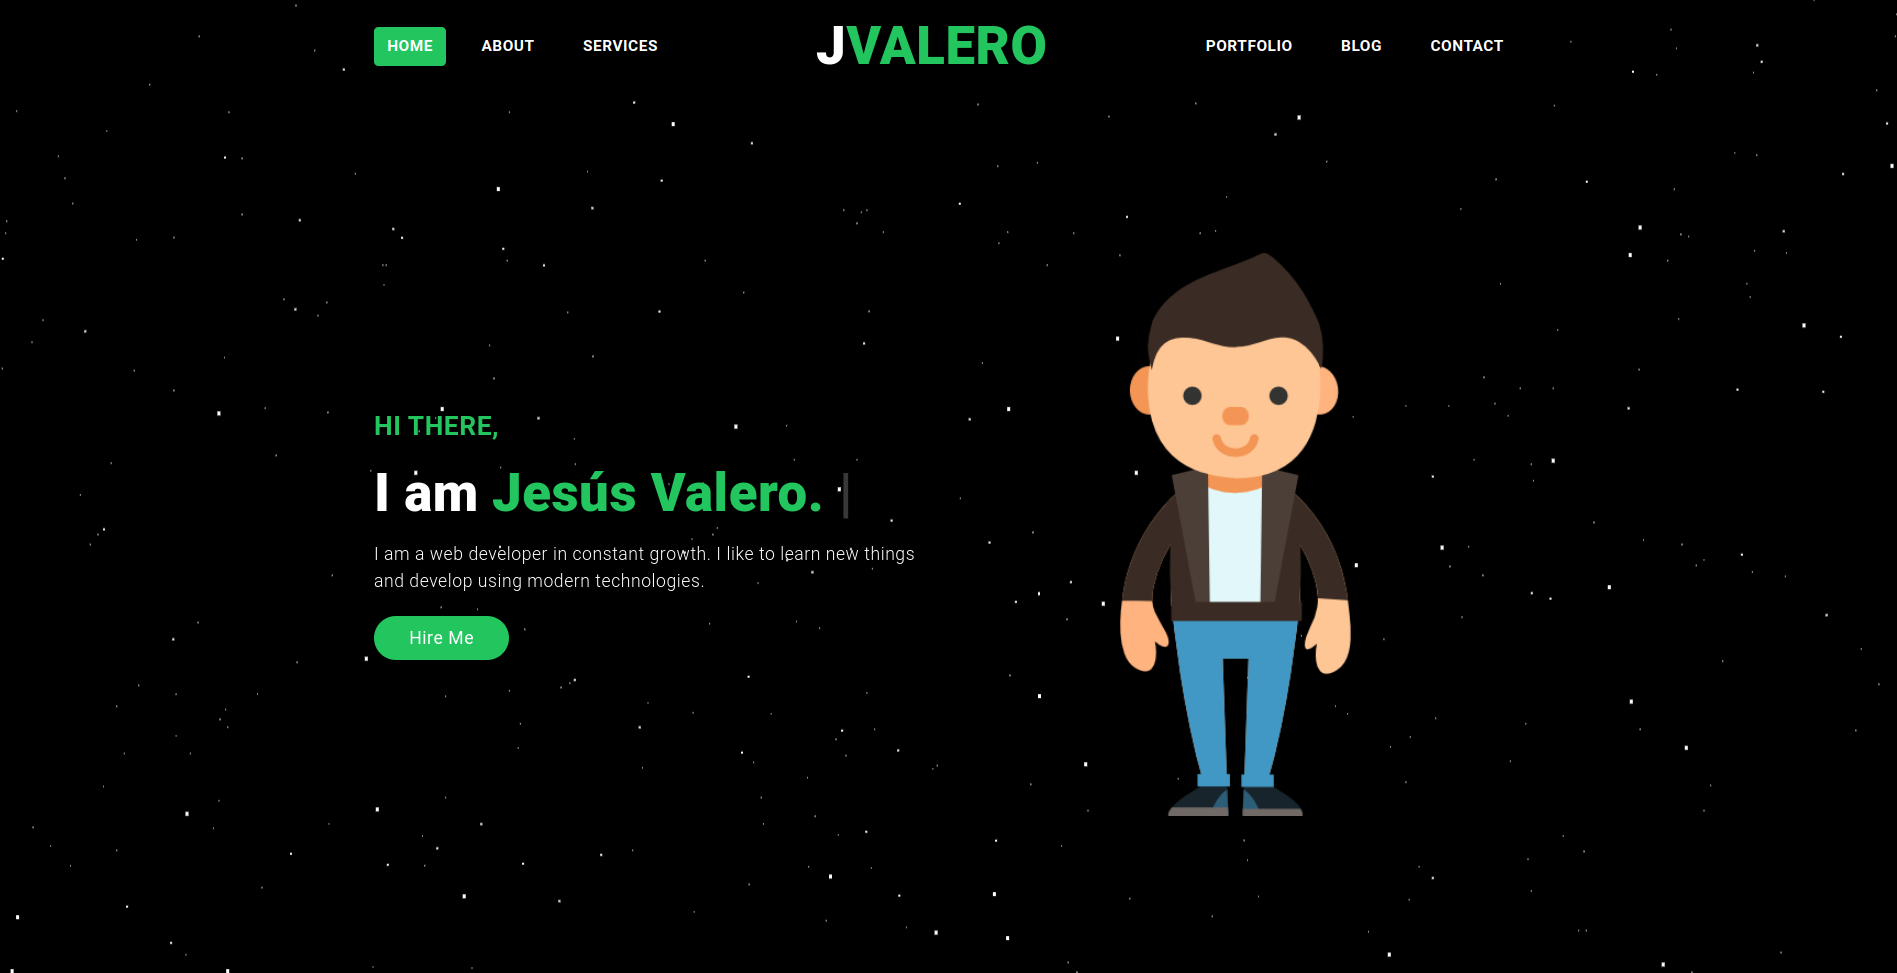 HOME ABOUT SERVICES JVALERO PORTFOLIO BLOG CONTACT
HI THERE,
I am Jesús Valero. |
I am a web developer in constant growth. I like to learn new things
and develop using modern technologies.
Hire Me